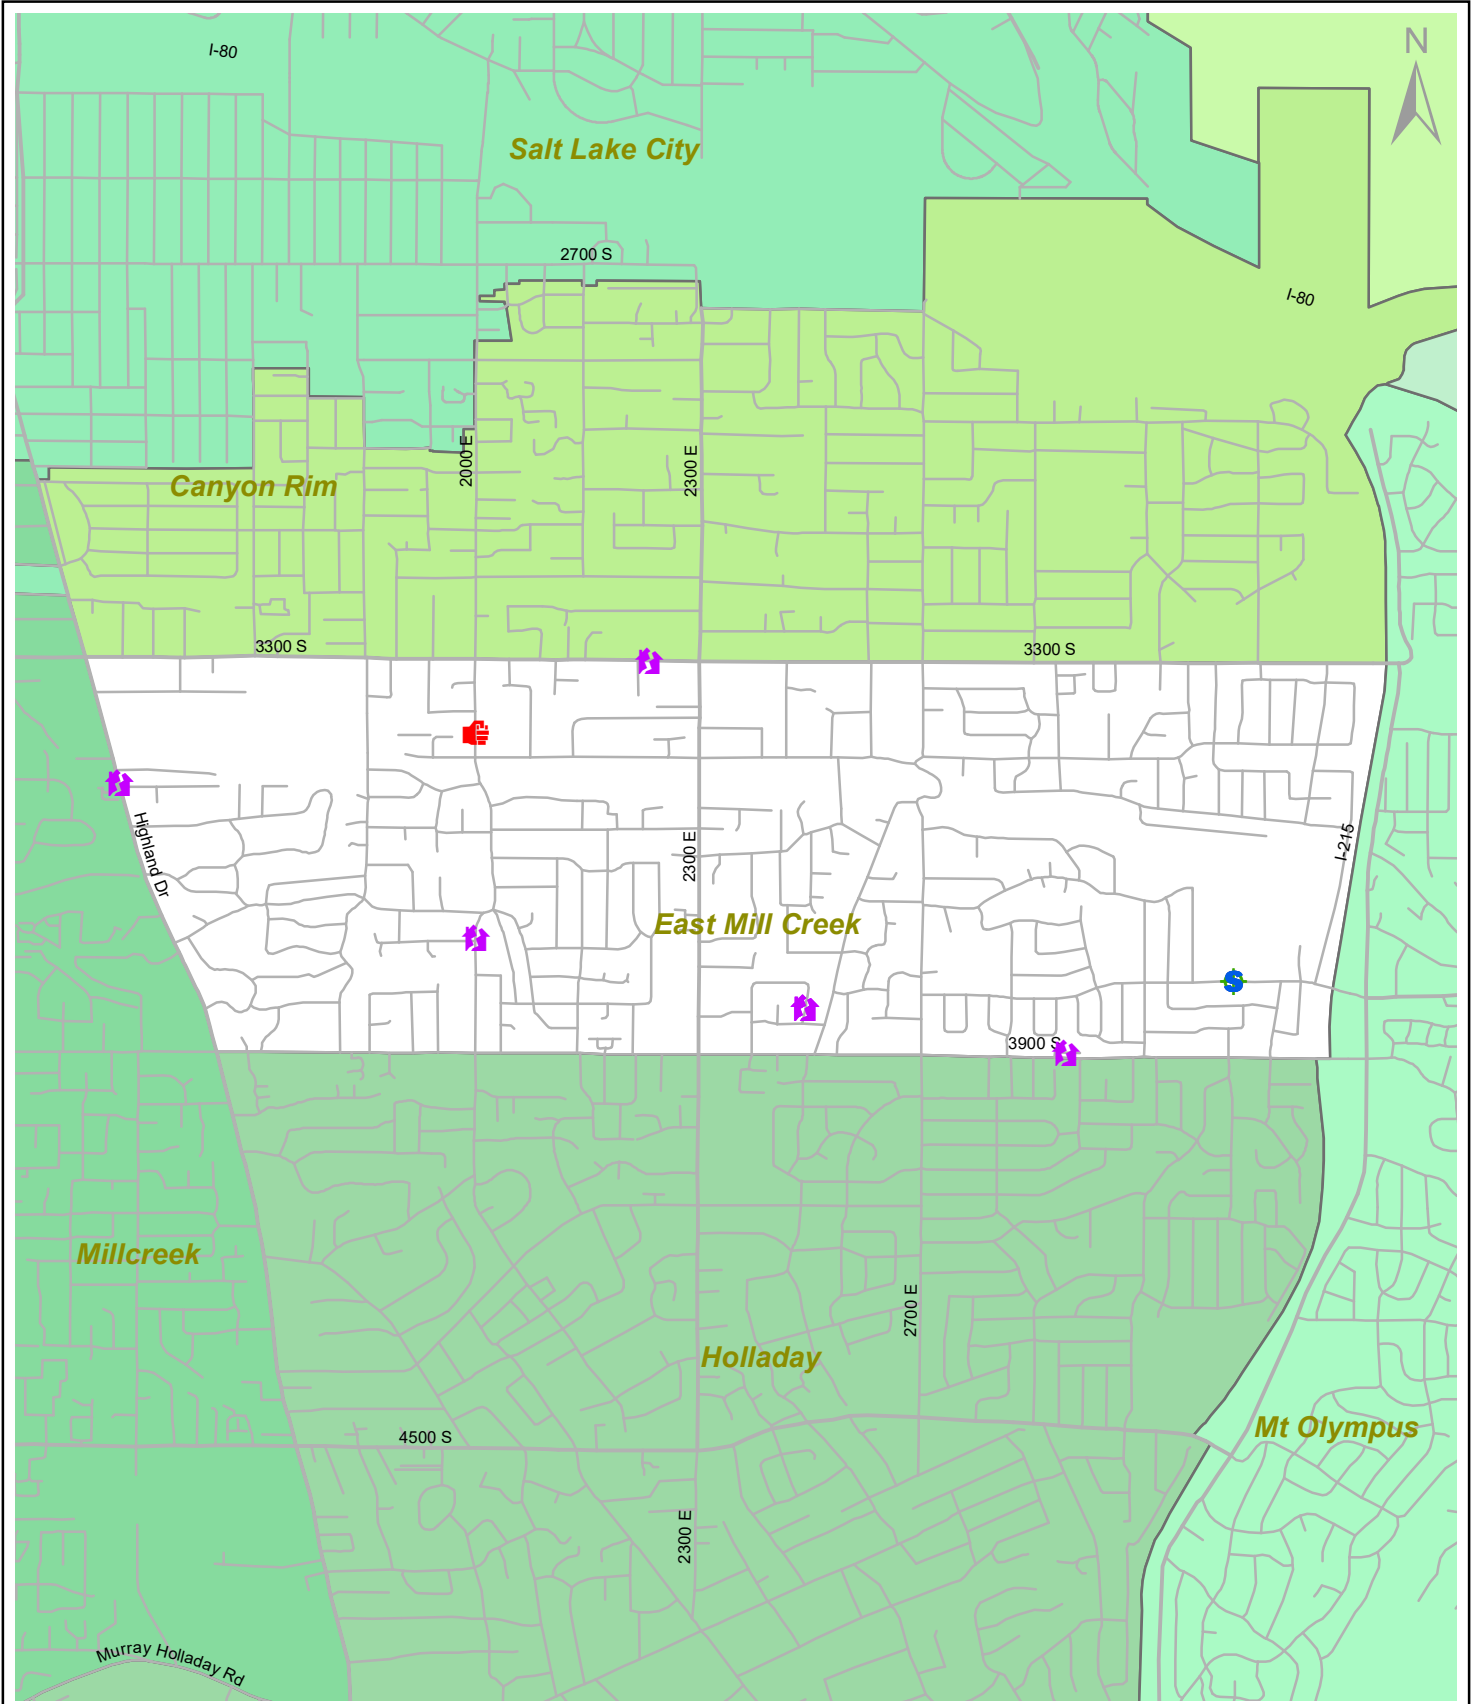 N
I-80
Salt Lake City
2700 S
I-80
2000 E
2300 E
Canyon Rim
3300 S
3300 S
Highland Dr
2300 E
I-215
East Mill Creek
$
3900 S
Millcreek
2700 E
Holladay
4500 S
Mt Olympus
2300 E
Murray Holladay Rd